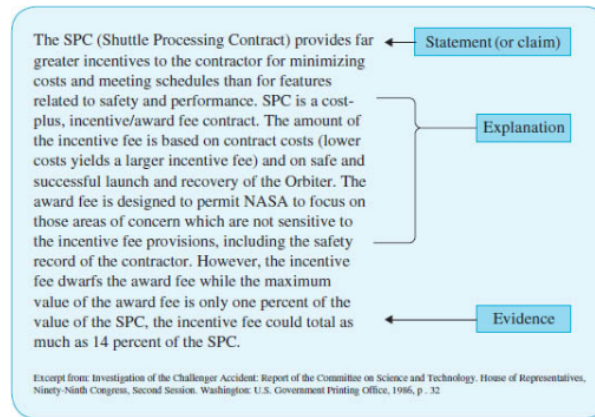 The SPC (Shuttle Processing Contract) provides far
greater incentives to the contractor for minimizing
costs and meeting schedules than for features
related to safety and performance. SPC is a cost-
plus, incentive/award fee contract. The amount of
the incentive fee is based on contract costs (lower
costs yields a larger incentive fee) and on safe and
successful launch and recovery of the Orbiter. The
award fee is designed to permit NASA to focus on
those areas of concern which are not sensitive to
the incentive fee provisions, including the safety
record of the contractor. However, the incentive
fee dwarfs the award fee while the maximum
value of the award fee is only one percent of the
value of the SPC, the incentive fee could total as
much as 14 percent of the SPC.
Statement (or claim)
Explanation
Evidence
Excerpt from: Investigation of the Challenger Accident: Report of the Committee on Science and Technology. House of Representatives,
Ninety-Ninth Congress, Second Session. Washington: U.S. Government Printing Office, 1986, p . 32